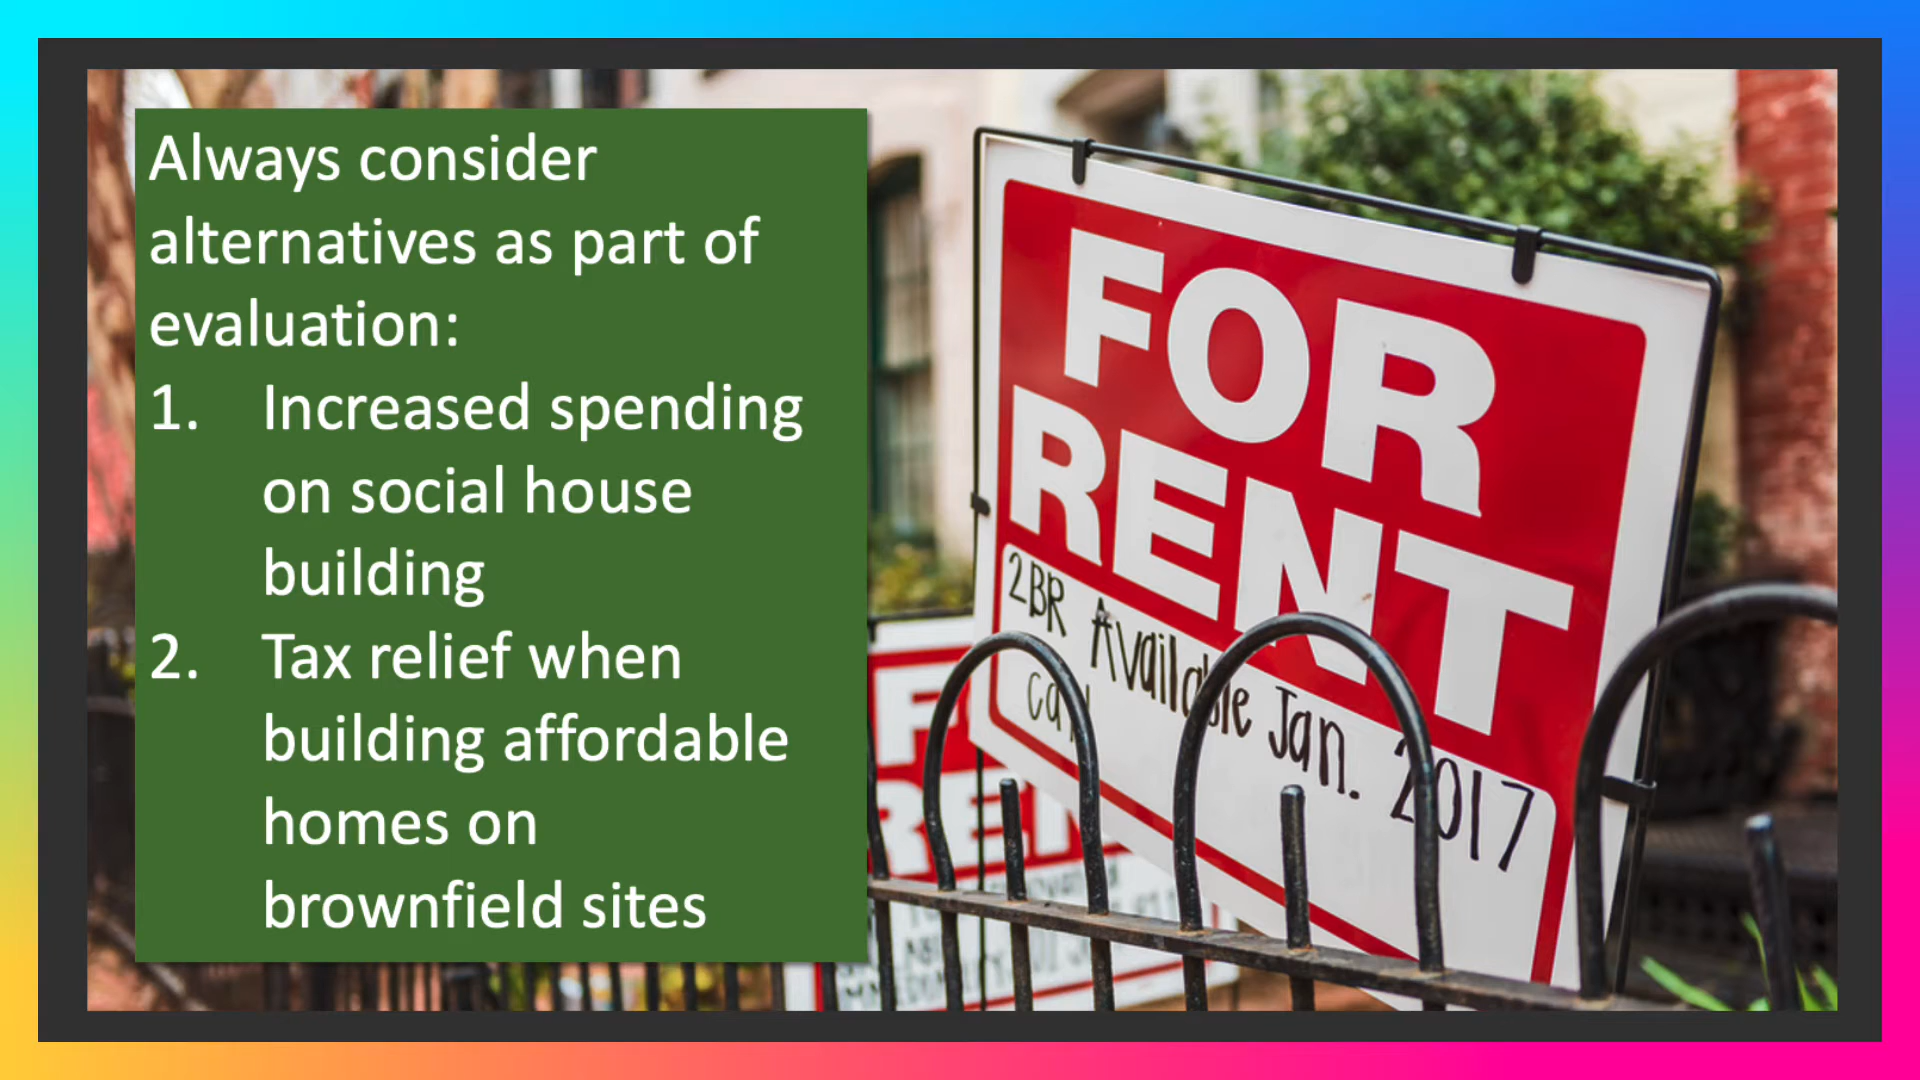 Always consider
alternatives as part of
evaluation:
1. Increased spending
on social house
building
2. Tax relief when
building affordable
homes on
brownfield sites
FOR
RENT
2BR Available Jan. 2017
call